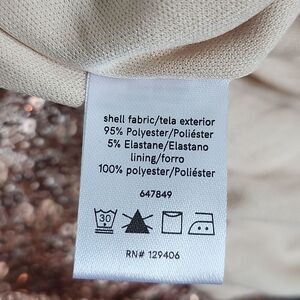 shell fabric/tela exterior
95% Polyester/Poliéster
5% Elastane/Elastano
lining/forro
100% polyester/Poliéster
647849
30
RN# 129406